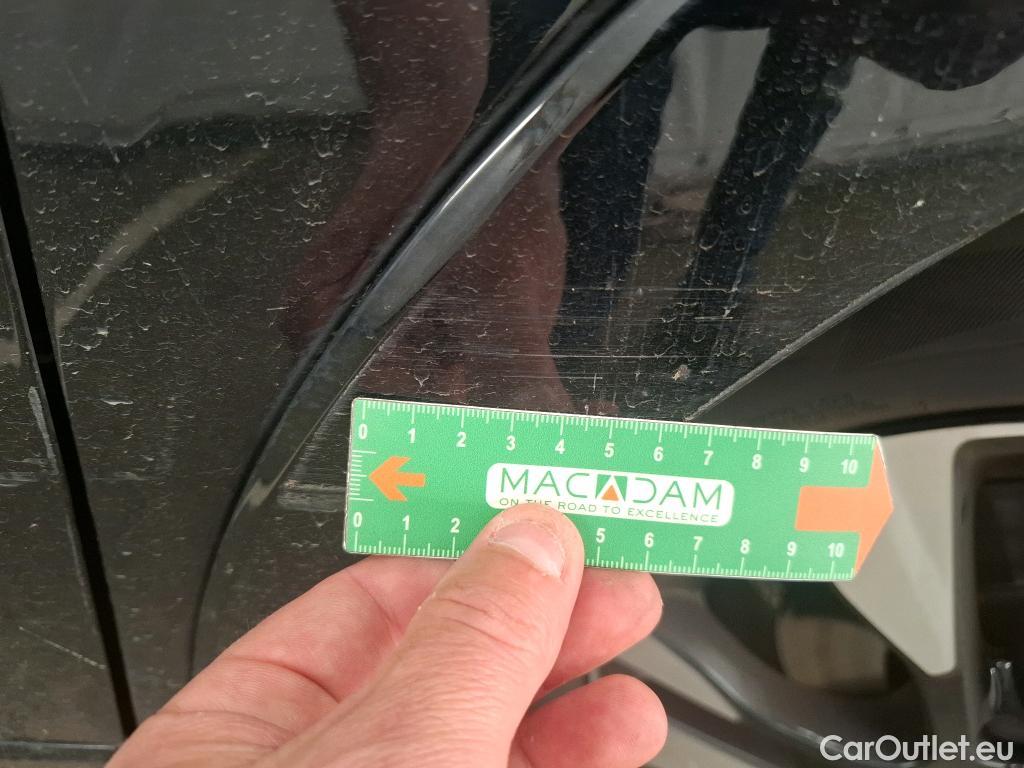 0 1 2 3 4 5 6 7 8 9 10
MACADAM
ON THE ROAD TO EXCELLENCE
0 1 2 5 6 7 8 9 10
CarOutlet.eu